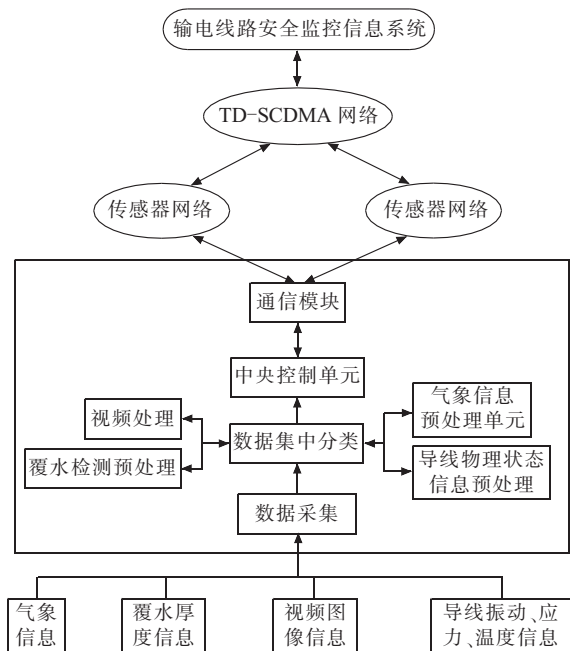 输电线路安全监控信息系统
TD-SCDMA 网络
传感器网络
传感器网络
通信模块
中央控制单元
视频处理
数据集中分类
气象信息
预处理单元
覆水检测预处理
导线物理状态
信息预处理
数据采集
气象
信息
覆水厚
度信息
视频图
像信息
导线振动、应
力、温度信息